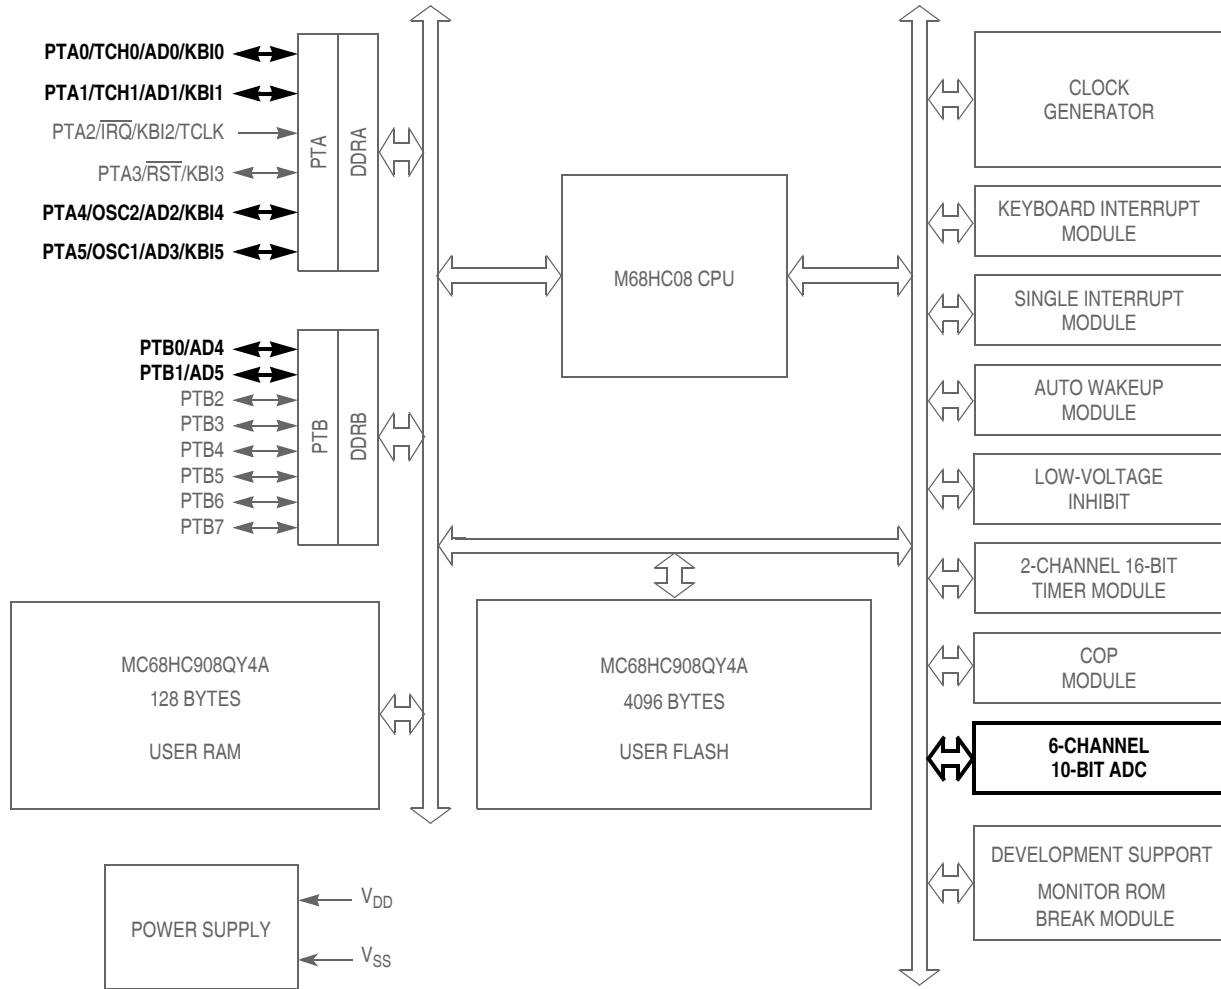 PTA0/TCH0/AD0/KBI0
PTA1/TCH1/AD1/KBI1
PTA2/IRQ/KBI2/TCLK
PTA3/RST/KBI3
PTA4/OSC2/AD2/KBI4
PTA5/OSC1/AD3/KBI5
PTA
DDRA
PTB0/AD4
PTB1/AD5
PTB2
PTB3
PTB4
PTB5
PTB6
PTB7
PTB
DDRB
M68HC08 CPU
MC68HC908QY4A
128 BYTES
USER RAM
MC68HC908QY4A
4096 BYTES
USER FLASH
POWER SUPPLY
VDD
VSS
CLOCK
GENERATOR
KEYBOARD INTERRUPT
MODULE
SINGLE INTERRUPT
MODULE
AUTO WAKEUP
MODULE
LOW-VOLTAGE
INHIBIT
2-CHANNEL 16-BIT
TIMER MODULE
COP
MODULE
6-CHANNEL
10-BIT ADC
DEVELOPMENT SUPPORT
MONITOR ROM
BREAK MODULE